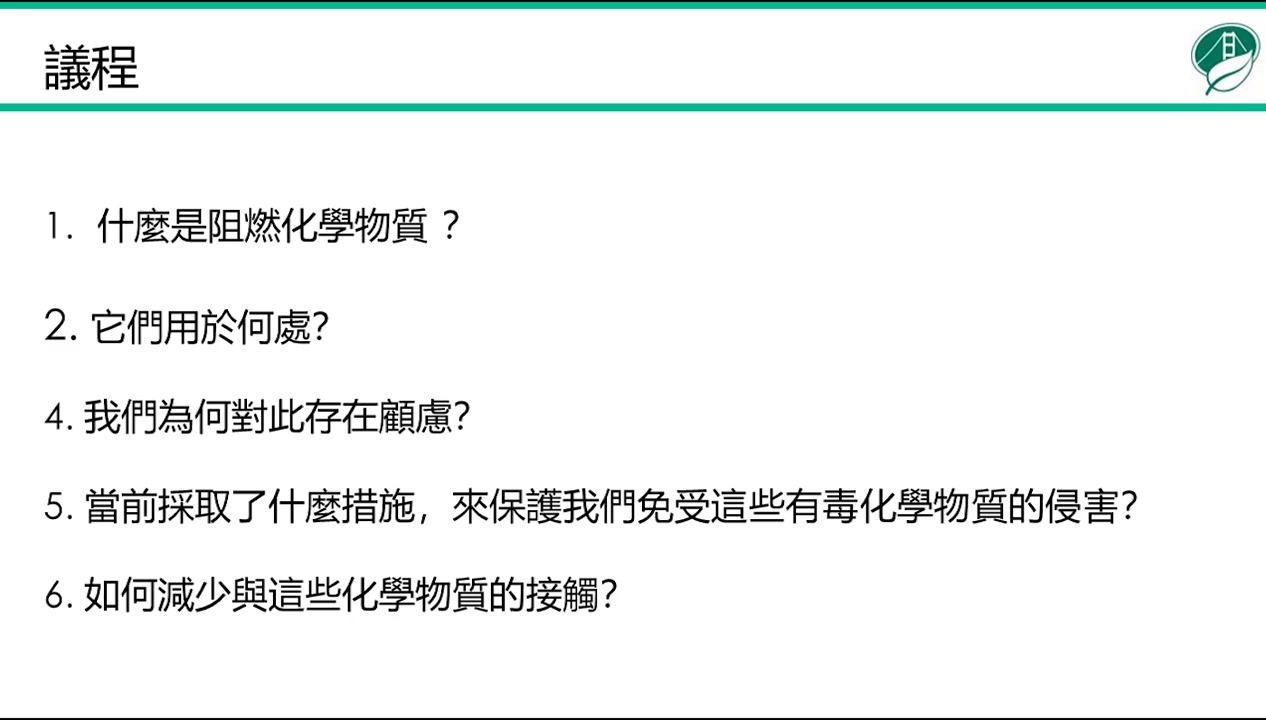 議程
1. 什麼是阻燃化學物質 ？
2. 它們用於何處？
4. 我們為何對此存在顧慮？
5. 當前採取了什麼措施，來保護我們免受這些有毒化學物質的侵害？
6. 如何減少與這些化學物質的接觸？